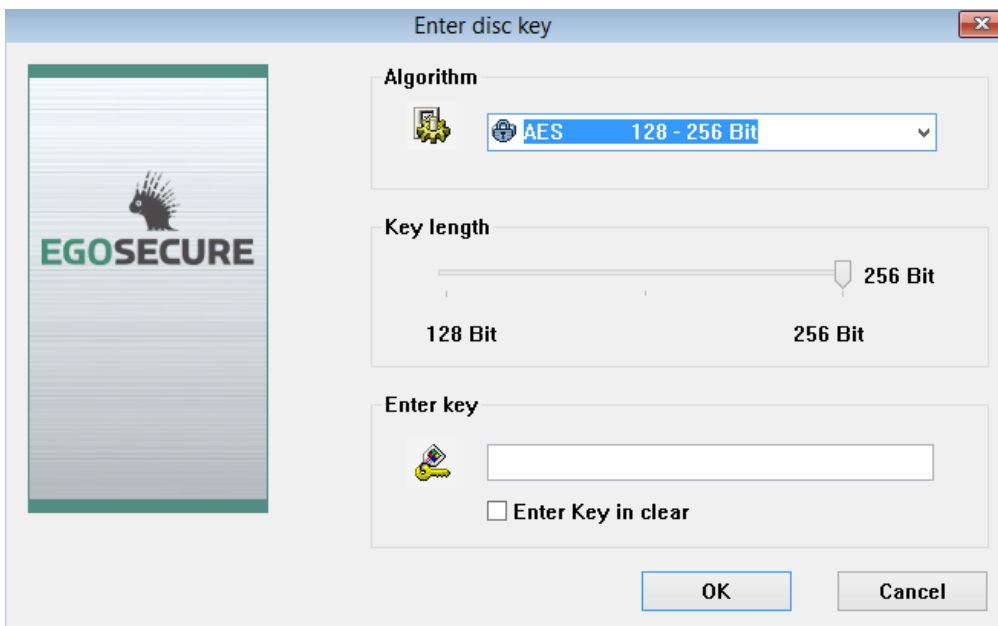 Enter disc key
EGOSECURE
Algorithm
AES 128 - 256 Bit
Key length
256 Bit
128 Bit 256 Bit
Enter key
Enter Key in clear
OK Cancel